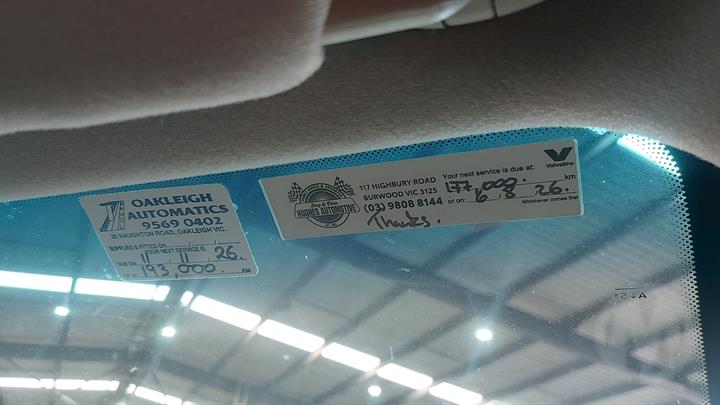 OAKLEIGH
AUTOMATICS
9569 0402
20 HAUGHTON ROAD, OAKLEIGH VIC.
SUPPLIED & FITTED ON
YOUR NEXT SERVICE IS
DUE ON 11 / 11 / 26.
OR AT 193,000 KM
HUGHES AUTOMOTIVE
117 HIGHBURY ROAD
BURWOOD VIC 3125
(03) 9808 8144
Thanks.
Your next service is due at:
177,000 km
or on: 6 / 8 / 26.
Whichever comes first
Valvoline